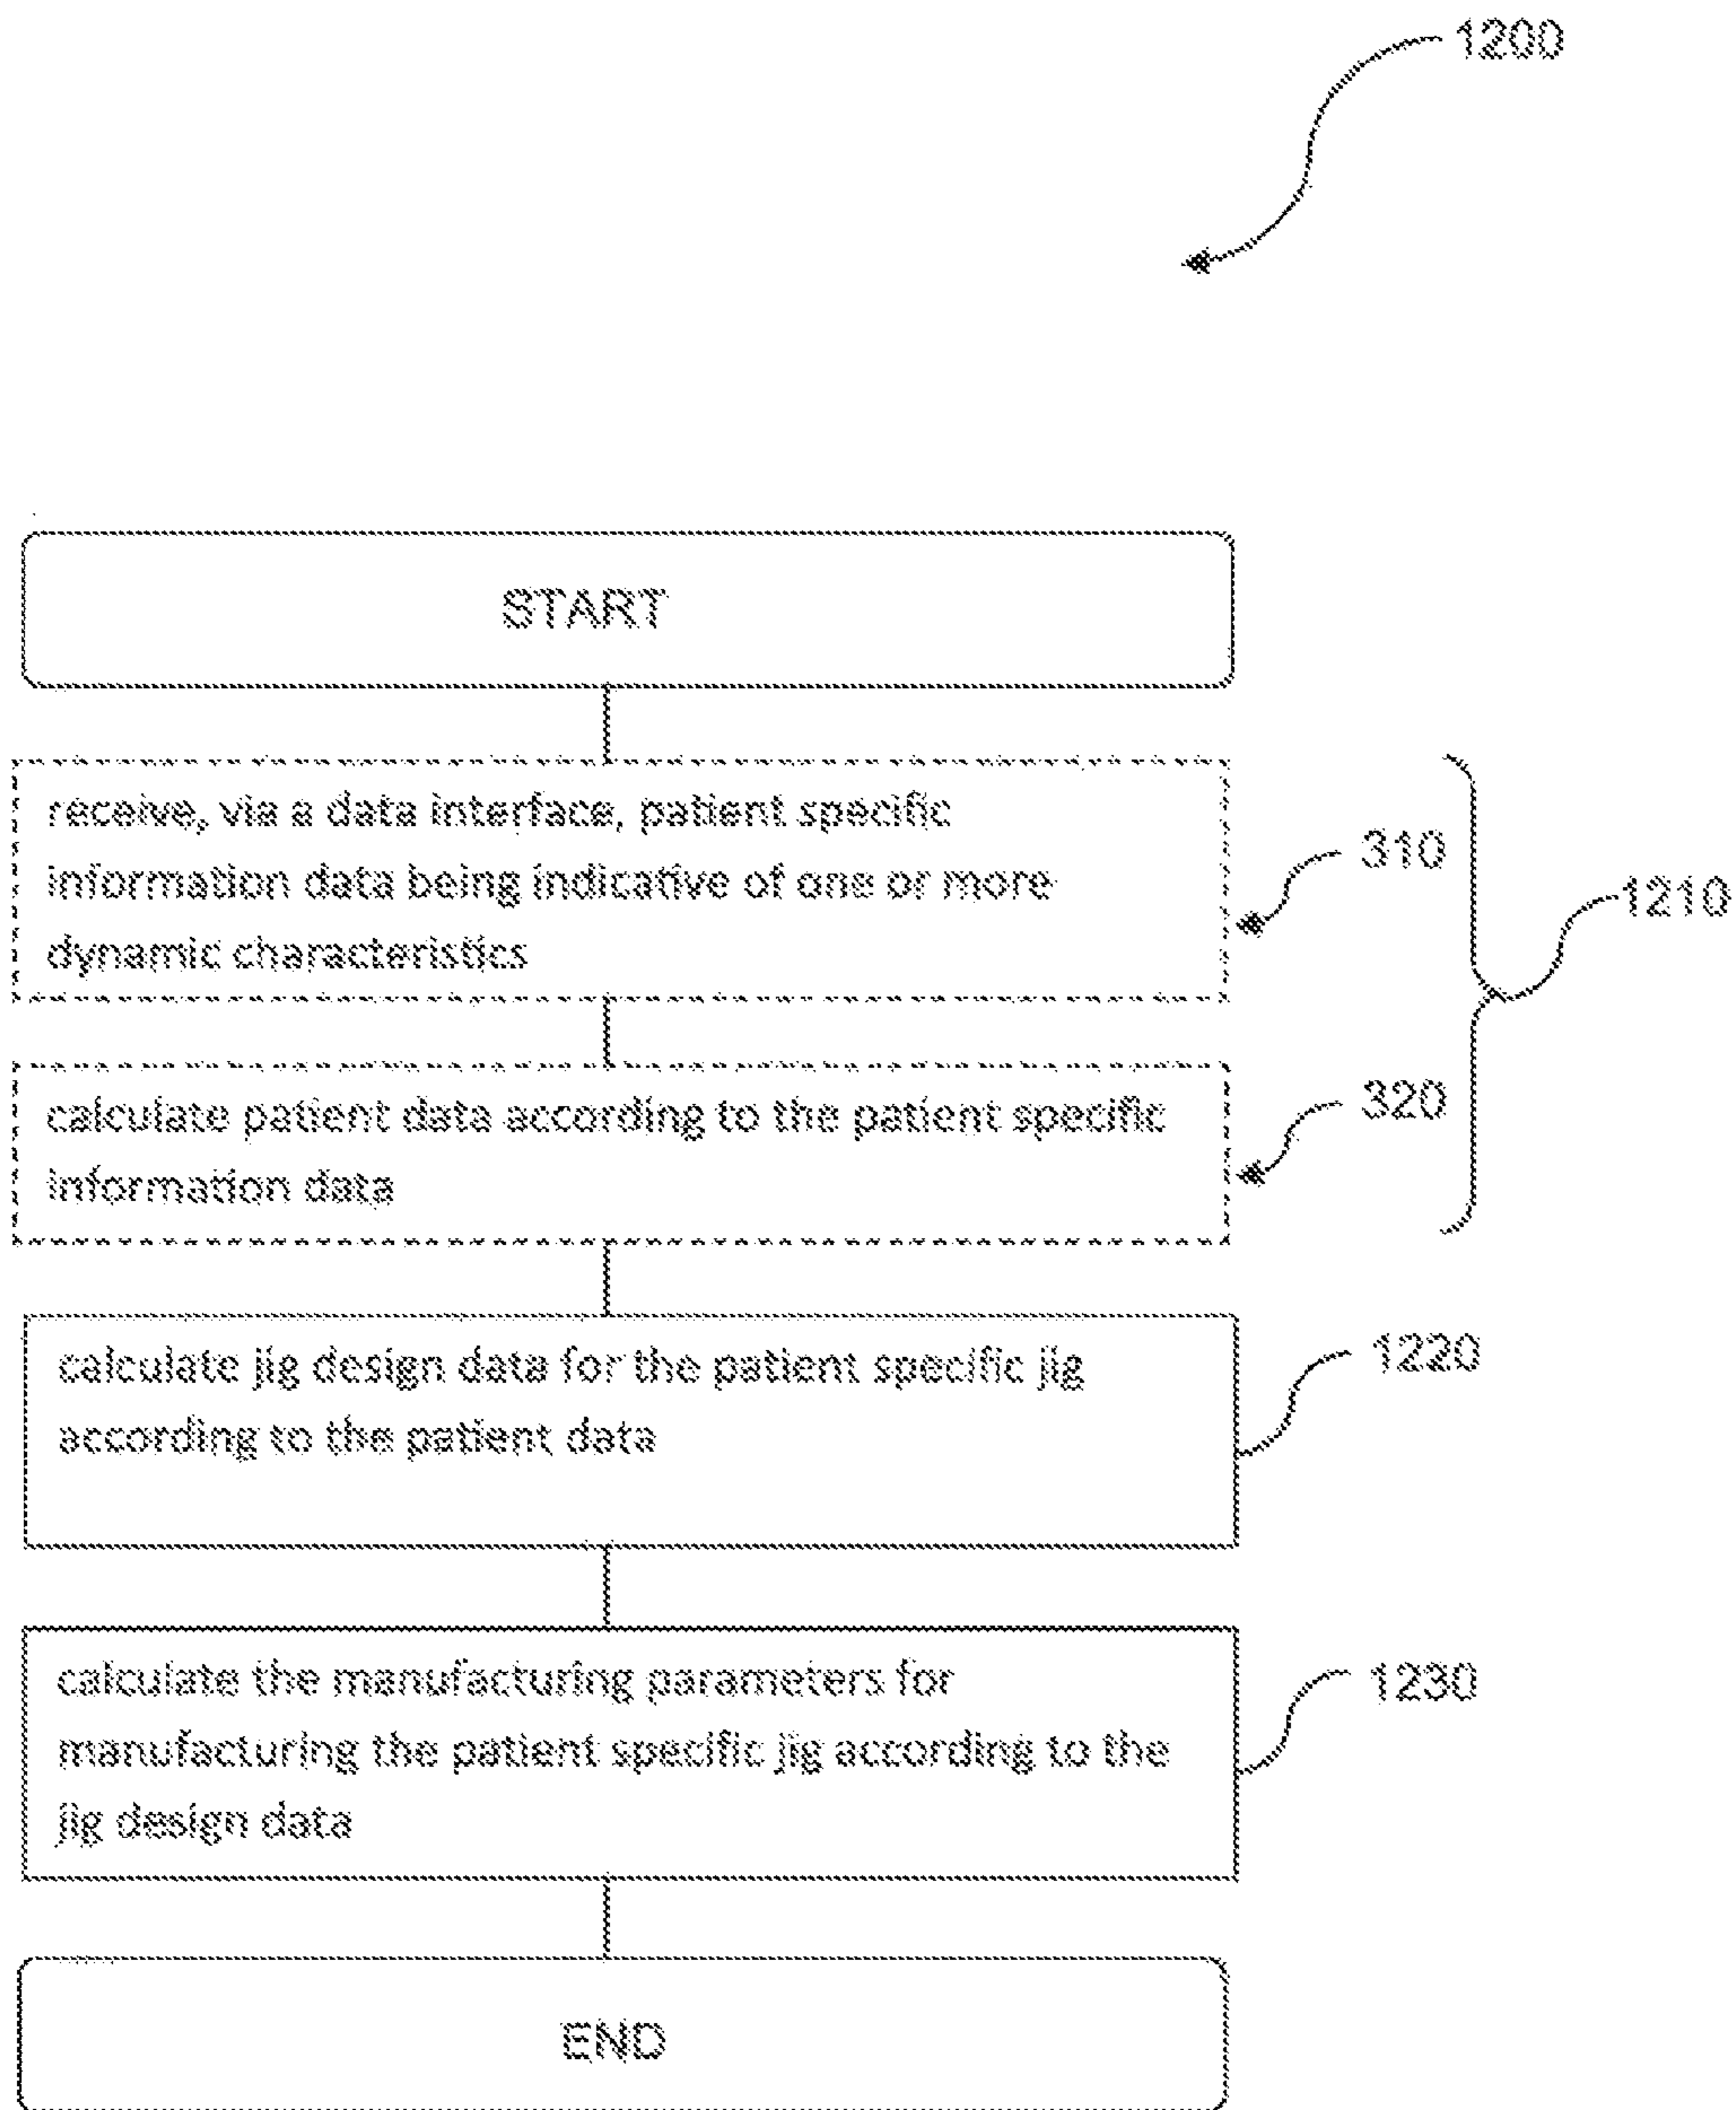 1200
START
receive, via a data interface, patient specific
information data being indicative of one or more
dynamic characteristics
310
1210
calculate patient data according to the patient specific
information data
320
calculate jig design data for the patient specific jig
according to the patient data
1220
calculate the manufacturing parameters for
manufacturing the patient specific jig according to the
jig design data
1230
END